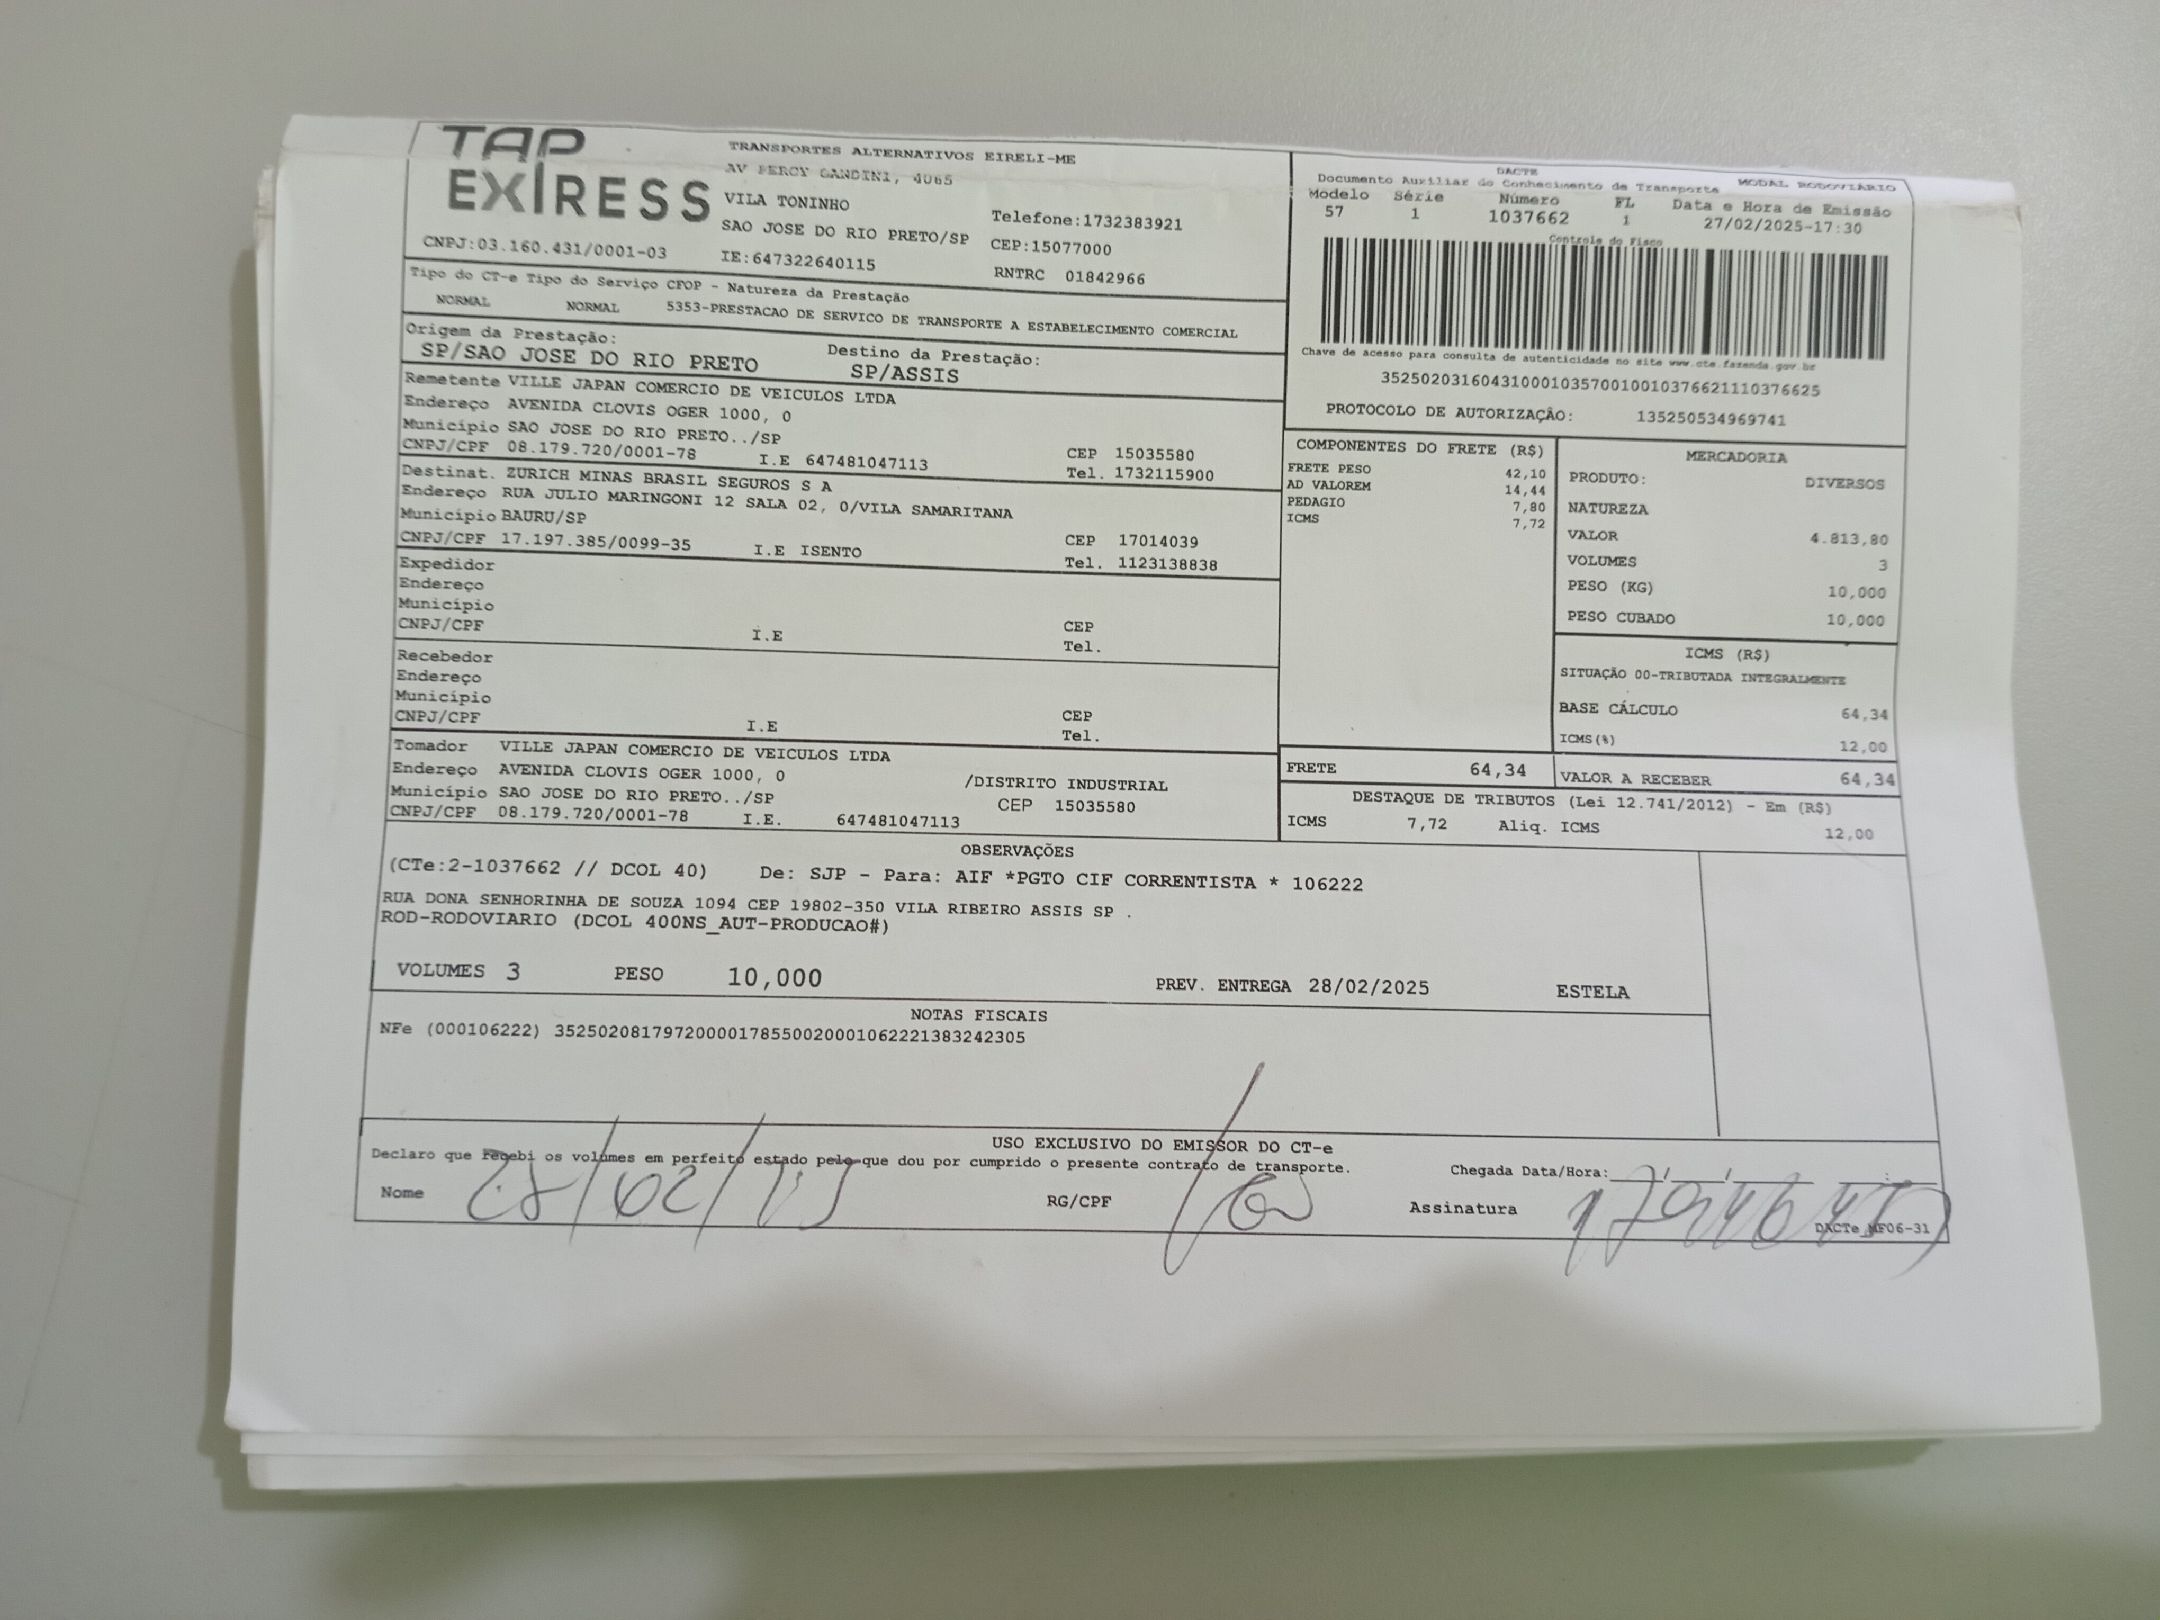 TAP
EXPRESS
CNPJ:03.160.431/0001-03
TRANSPORTES ALTERNATIVOS EIRELI-ME
AV PERCY GANDINI, 4065
VILA TONINHO
SAO JOSE DO RIO PRETO/SP
IE:647322640115
Telefone:1732383921
CEP:15077000
RNTRC 01842966
DACTE
Documento Auxiliar do Conhecimento de Transporte MODAL RODOVIÁRIO
Modelo Série Número FL Data e Hora de Emissão
57 1 1037662 1 27/02/2025-17:30
Controle do Fisco
Chave de acesso para consulta de autenticidade no site www.cte.fazenda.gov.br
35250203160431000103570010010376621110376625
PROTOCOLO DE AUTORIZAÇÃO: 135250534969741
Tipo do CT-e Tipo do Serviço CFOP - Natureza da Prestação
NORMAL NORMAL 5353-PRESTACAO DE SERVICO DE TRANSPORTE A ESTABELECIMENTO COMERCIAL
Origem da Prestação: Destino da Prestação:
SP/SAO JOSE DO RIO PRETO SP/ASSIS
Remetente VILLE JAPAN COMERCIO DE VEICULOS LTDA
Endereço AVENIDA CLOVIS OGER 1000, 0
Município SAO JOSE DO RIO PRETO../SP CEP 15035580
CNPJ/CPF 08.179.720/0001-78 I.E 647481047113 Tel. 1732115900
Destinat. ZURICH MINAS BRASIL SEGUROS S A
Endereço RUA JULIO MARINGONI 12 SALA 02, 0/VILA SAMARITANA
Município BAURU/SP CEP 17014039
CNPJ/CPF 17.197.385/0099-35 I.E ISENTO Tel. 1123138838
Expedidor
Endereço
Município CEP
CNPJ/CPF I.E Tel.
Recebedor
Endereço
Município CEP
CNPJ/CPF I.E Tel.
Tomador VILLE JAPAN COMERCIO DE VEICULOS LTDA
Endereço AVENIDA CLOVIS OGER 1000, 0 /DISTRITO INDUSTRIAL
Município SAO JOSE DO RIO PRETO../SP CEP 15035580
CNPJ/CPF 08.179.720/0001-78 I.E. 647481047113
COMPONENTES DO FRETE (R$)
FRETE PESO 42,10
AD VALOREM 14,44
PEDAGIO 7,80
ICMS 7,72
MERCADORIA
PRODUTO: DIVERSOS
NATUREZA
VALOR 4.813,80
VOLUMES 3
PESO (KG) 10,000
PESO CUBADO 10,000
ICMS (R$)
SITUAÇÃO 00-TRIBUTADA INTEGRALMENTE
BASE CÁLCULO 64,34
ICMS(%) 12,00
FRETE 64,34 VALOR A RECEBER 64,34
DESTAQUE DE TRIBUTOS (Lei 12.741/2012) - Em (R$)
ICMS 7,72 Aliq. ICMS 12,00
OBSERVAÇÕES
(CTe:2-1037662 // DCOL 40) De: SJP - Para: AIF *PGTO CIF CORRENTISTA * 106222
RUA DONA SENHORINHA DE SOUZA 1094 CEP 19802-350 VILA RIBEIRO ASSIS SP .
ROD-RODOVIARIO (DCOL 400NS_AUT-PRODUCAO#)
VOLUMES 3 PESO 10,000 PREV. ENTREGA 28/02/2025 ESTELA
NOTAS FISCAIS
NFe (000106222) 35250208179720000178550020001062221383242305
USO EXCLUSIVO DO EMISSOR DO CT-e
Declaro que recebi os volumes em perfeito estado pelo que dou por cumprido o presente contrato de transporte. Chegada Data/Hora:___/___/___ ___:___
Nome RG/CPF Assinatura
DACTe_MF06-31